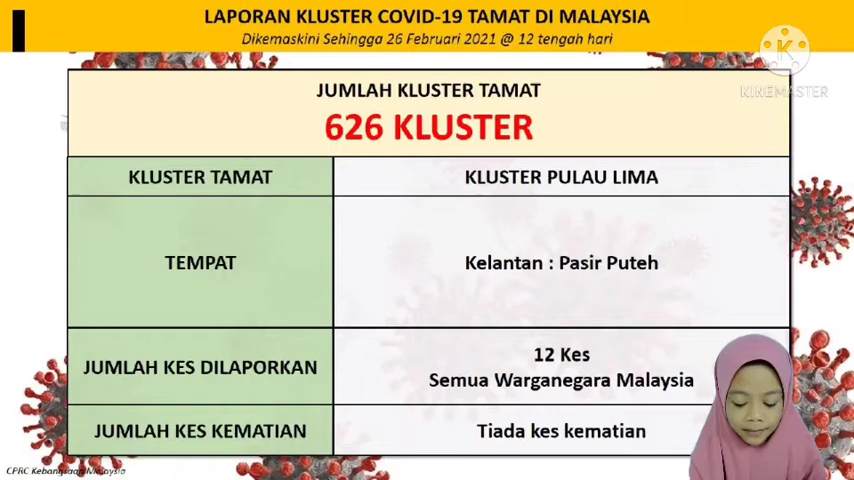 LAPORAN KLUSTER COVID-19 TAMAT DI MALAYSIA
Dikemaskini Sehingga 26 Februari 2021 @ 12 tengah hari
K
KINEMASTER
JUMLAH KLUSTER TAMAT
626 KLUSTER
KLUSTER TAMAT
KLUSTER PULAU LIMA
TEMPAT
Kelantan : Pasir Puteh
JUMLAH KES DILAPORKAN
12 Kes
Semua Warganegara Malaysia
JUMLAH KES KEMATIAN
Tiada kes kematian
CPRC Kebangsaan Malaysia